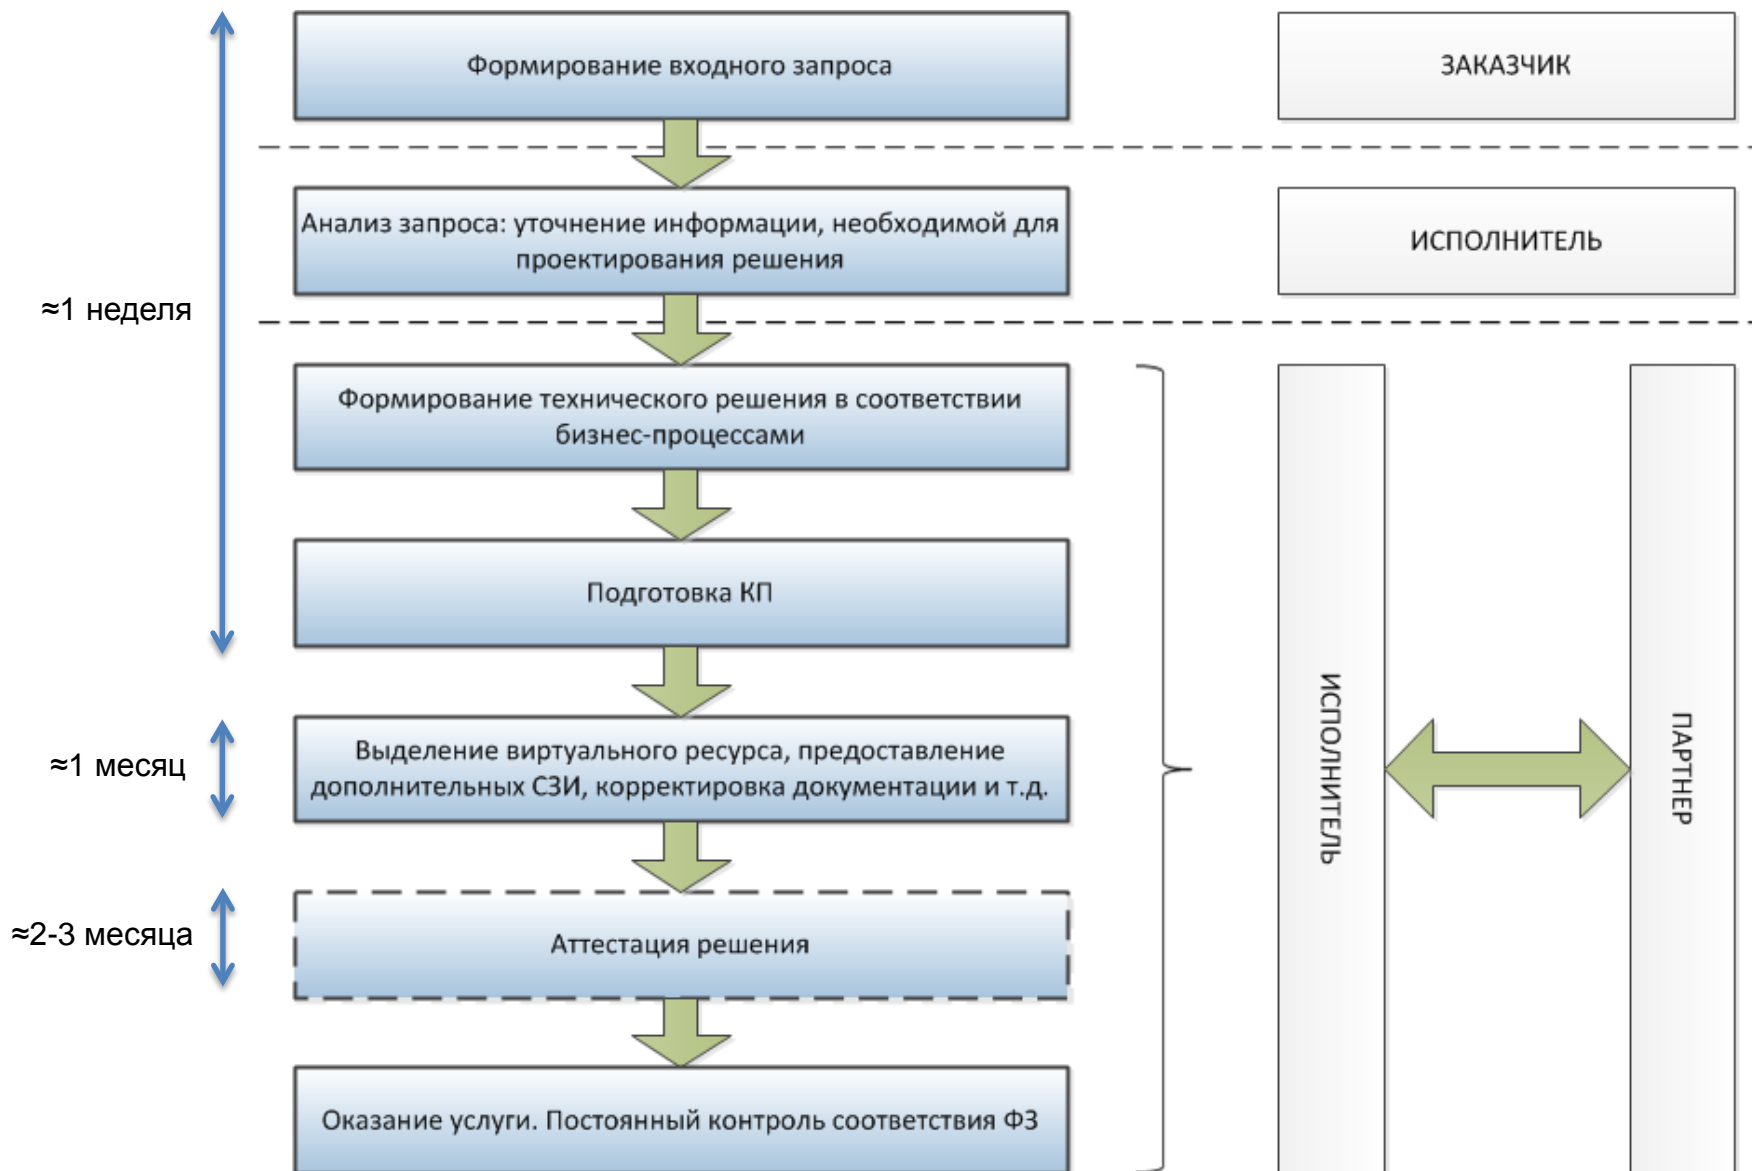 Формирование входного запроса
ЗАКАЗЧИК
Анализ запроса: уточнение информации, необходимой для
проектирования решения
ИСПОЛНИТЕЛЬ
≈1 неделя
Формирование технического решения в соответствии
бизнес-процессами
Подготовка КП
≈1 месяц
Выделение виртуального ресурса, предоставление
дополнительных СЗИ, корректировка документации и т.д.
ИСПОЛНИТЕЛЬ
ПАРТНЕР
≈2-3 месяца
Аттестация решения
Оказание услуги. Постоянный контроль соответствия ФЗ